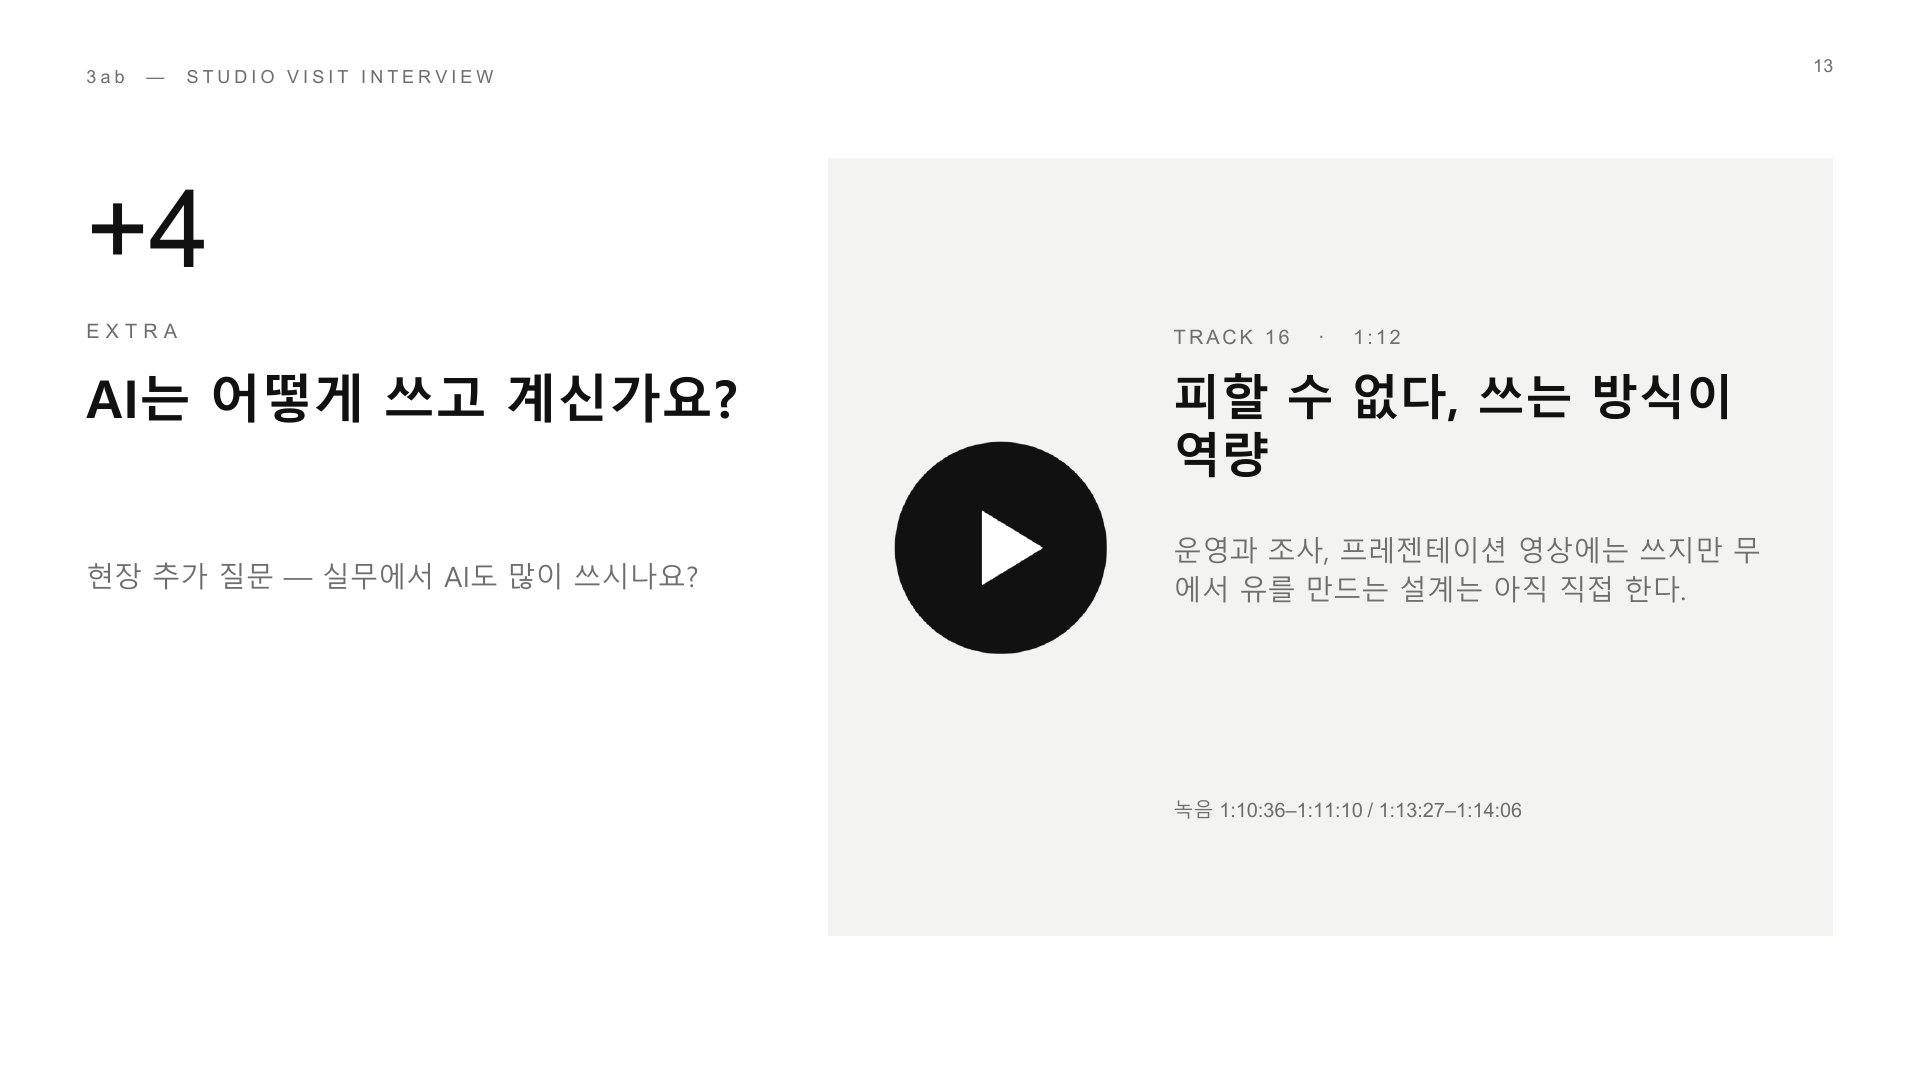 3ab — STUDIO VISIT INTERVIEW
13
+4
EXTRA
AI는 어떻게 쓰고 계신가요?
현장 추가 질문 — 실무에서 AI도 많이 쓰시나요?
TRACK 16 · 1:12
피할 수 없다, 쓰는 방식이
역량
운영과 조사, 프레젠테이션 영상에는 쓰지만 무
에서 유를 만드는 설계는 아직 직접 한다.
녹음 1:10:36–1:11:10 / 1:13:27–1:14:06